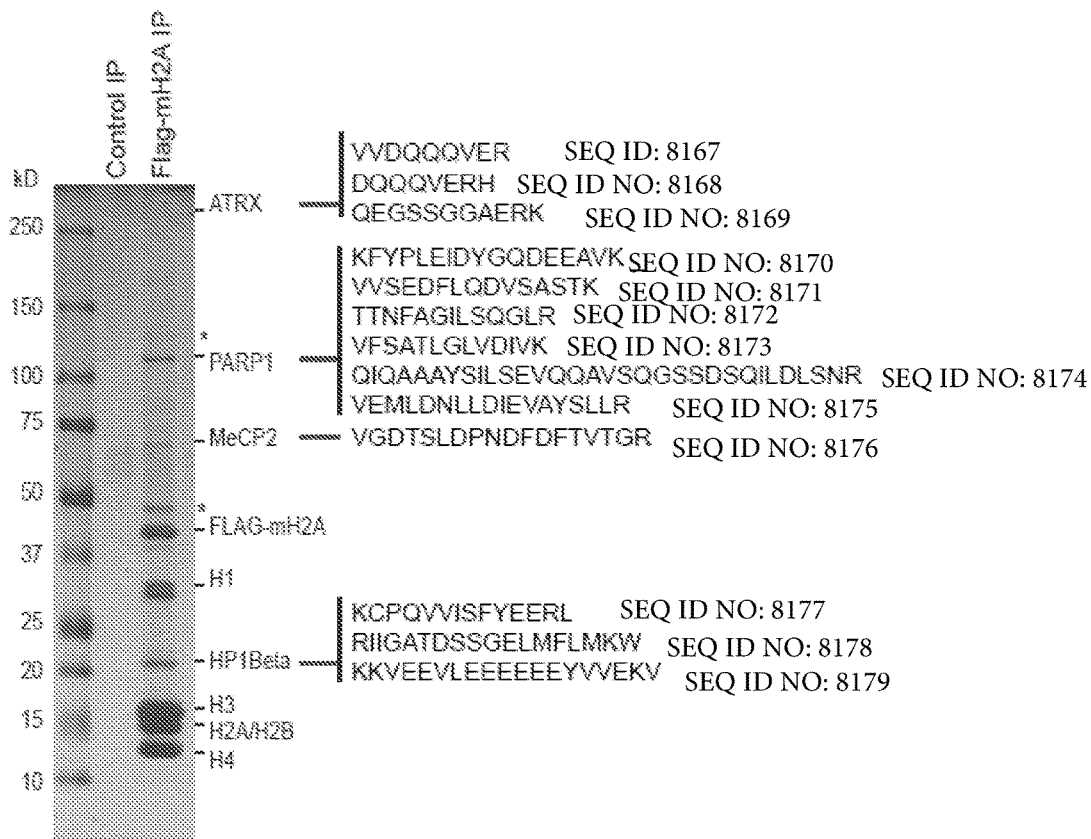 Control IP
Flag-mH2A IP
kD
250
150
100
75
50
37
25
20
15
10
ATRX
*
PARP1
MeCP2
*
FLAG-mH2A
H1
HP1Beta
H3
H2A/H2B
H4
VVDQQQVER SEQ ID: 8167
DQQQVERH SEQ ID NO: 8168
QEGSSGGAERK SEQ ID NO: 8169
KFYPLEIDYGQDEEAVK SEQ ID NO: 8170
VVSEDFLQDVSASTK SEQ ID NO: 8171
TTNFAGILSQGLR SEQ ID NO: 8172
VFSATLGLVDIVK SEQ ID NO: 8173
QIQAAAYSILSEVQQAVSQGSSDSQILDLSNR SEQ ID NO: 8174
VEMLDNLLDIEVAYSLLR SEQ ID NO: 8175
VGDTSLDPNDFDFTVTGR SEQ ID NO: 8176
KCPQVVISFYEERL SEQ ID NO: 8177
RIIGATDSSGELMFLMKW SEQ ID NO: 8178
KKVEEVLEEEEEEYVVEKV SEQ ID NO: 8179